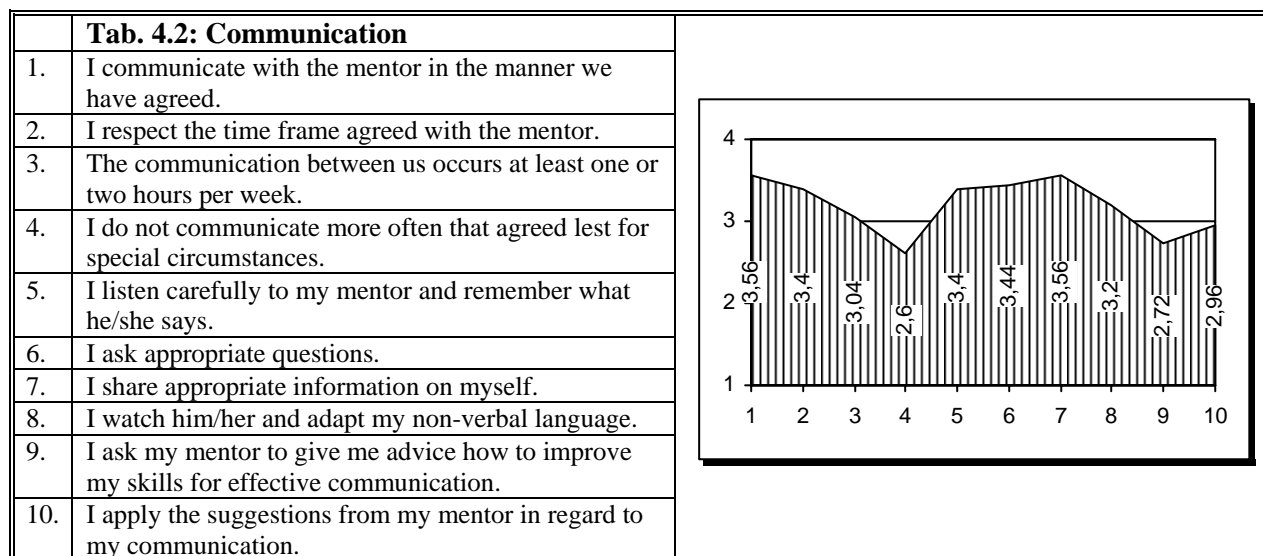 Tab. 4.2: Communication
1. I communicate with the mentor in the manner we
have agreed.
2. I respect the time frame agreed with the mentor.
3. The communication between us occurs at least one or
two hours per week.
4. I do not communicate more often that agreed lest for
special circumstances.
5. I listen carefully to my mentor and remember what
he/she says.
6. I ask appropriate questions.
7. I share appropriate information on myself.
8. I watch him/her and adapt my non-verbal language.
9. I ask my mentor to give me advice how to improve
my skills for effective communication.
10. I apply the suggestions from my mentor in regard to
my communication.
4
3
2
1
3,56
3,4
3,04
2,6
3,4
3,44
3,56
3,2
2,72
2,96
1 2 3 4 5 6 7 8 9 10